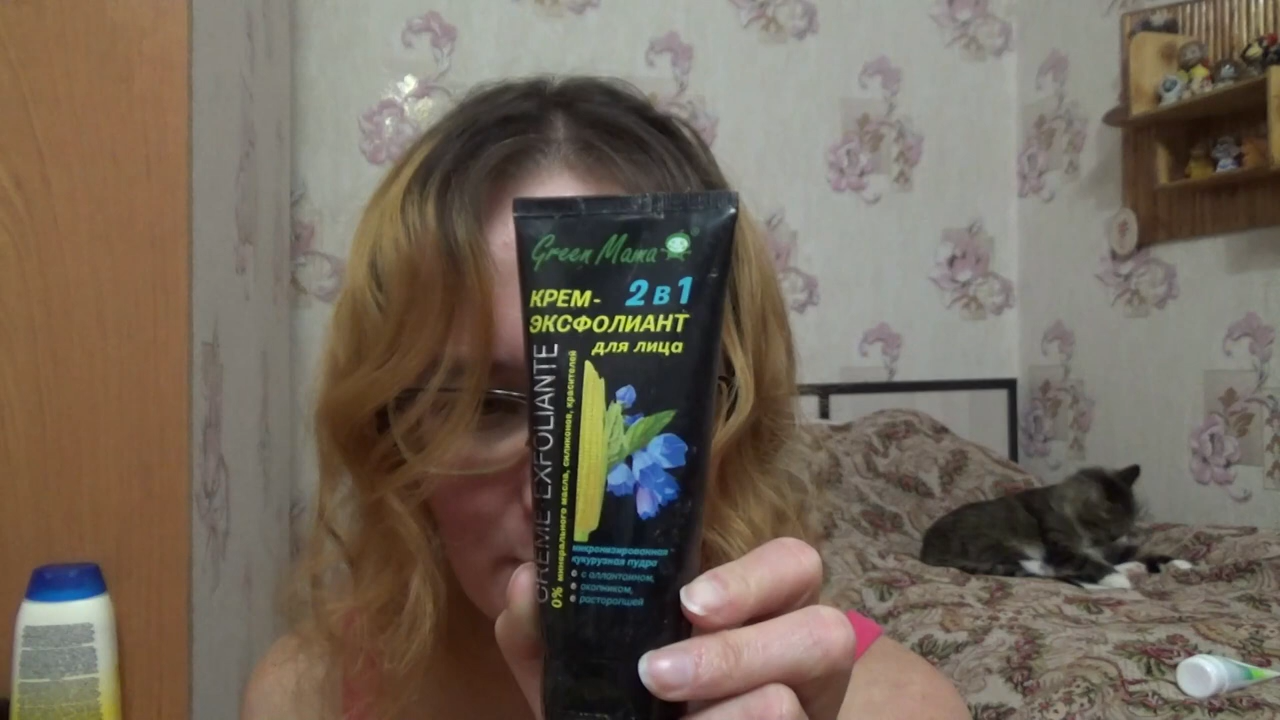 Green Mama
2 в 1
КРЕМ-
ЭКСФОЛИАНТ
для лица
CREME EXFOLIANTE
0% минерального масла, силиконов, красителей
микронизированная
кукурузная пудра
с аллантоином,
окопником,
расторопшей